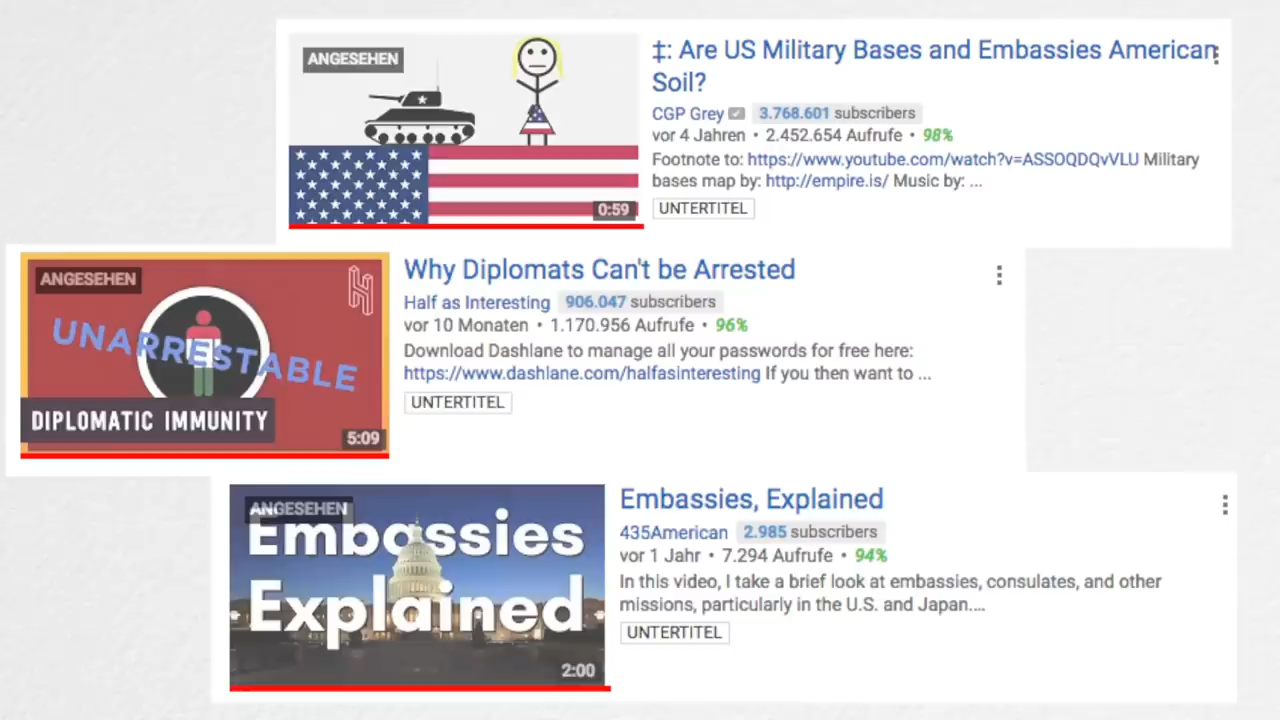 ANGESEHEN
0:59
‡: Are US Military Bases and Embassies American
Soil?
CGP Grey 3.768.601 subscribers
vor 4 Jahren • 2.452.654 Aufrufe • 98%
Footnote to: https://www.youtube.com/watch?v=ASSOQDQvVLU Military
bases map by: http://empire.is/ Music by: ...
UNTERTITEL
ANGESEHEN
UNARRESTABLE
DIPLOMATIC IMMUNITY
5:09
Why Diplomats Can't be Arrested
Half as Interesting 906.047 subscribers
vor 10 Monaten • 1.170.956 Aufrufe • 96%
Download Dashlane to manage all your passwords for free here:
https://www.dashlane.com/halfasinteresting If you then want to ...
UNTERTITEL
ANGESEHEN
Embassies
Explained
2:00
Embassies, Explained
435American 2.985 subscribers
vor 1 Jahr • 7.294 Aufrufe • 94%
In this video, I take a brief look at embassies, consulates, and other
missions, particularly in the U.S. and Japan....
UNTERTITEL